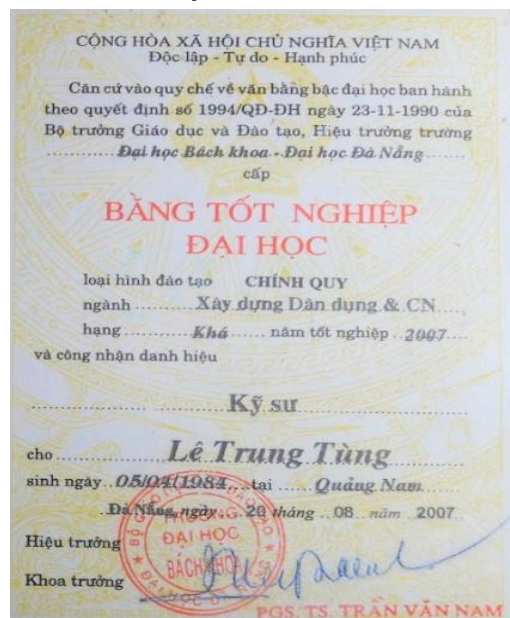 CỘNG HÒA XÃ HỘI CHỦ NGHĨA VIỆT NAM
Độc lập - Tự do - Hạnh phúc
Căn cứ vào quy chế về văn bằng bậc đại học ban hành
theo quyết định số 1994/QĐ-ĐH ngày 23-11-1990 của
Bộ trưởng Giáo dục và Đào tạo, Hiệu trưởng trường
Đại học Bách khoa - Đại học Đà Nẵng
cấp
BẰNG TỐT NGHIỆP
ĐẠI HỌC
loại hình đào tạo CHÍNH QUY
ngành Xây dựng Dân dụng & CN
hạng Khá năm tốt nghiệp 2007
và công nhận danh hiệu
Kỹ sư
cho Lê Trung Tùng
sinh ngày 05/04/1984 tại Quảng Nam
Đà Nẵng, ngày 20 tháng 08 năm 2007
Hiệu trưởng
Khoa trưởng
TRƯỜNG
ĐẠI HỌC
BÁCH KHOA
PGS. TS. TRẦN VĂN NAM